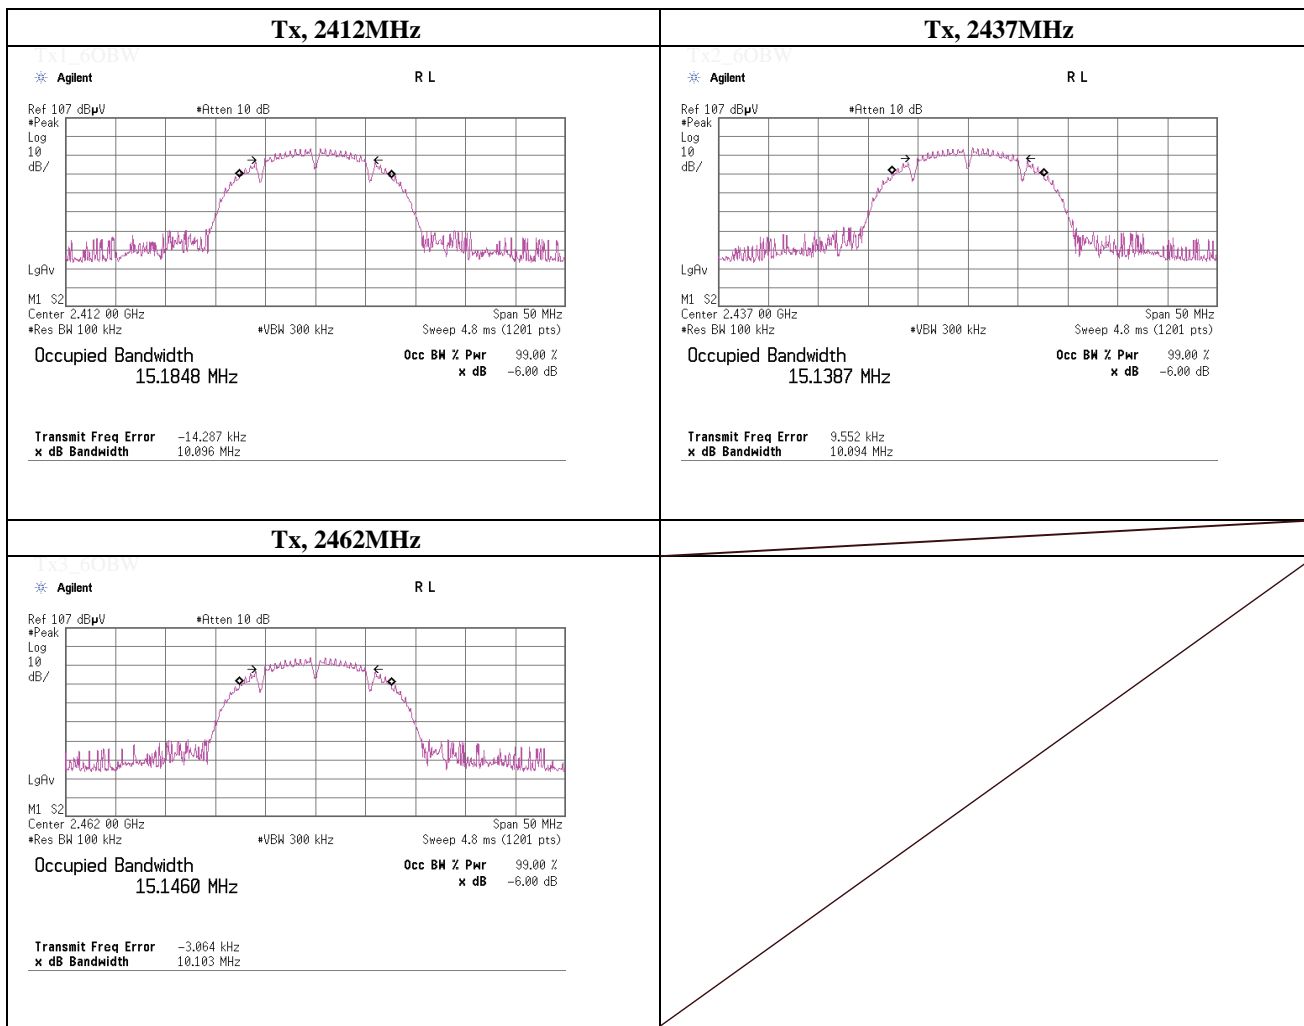 Tx, 2412MHz
Tx1_6OBW
Agilent R L
Ref 107 dBµV #Atten 10 dB
#Peak
Log
10
dB/
LgAv
M1 S2
Center 2.412 00 GHz Span 50 MHz
#Res BW 100 kHz #VBW 300 kHz Sweep 4.8 ms (1201 pts)
Occupied Bandwidth Occ BW % Pwr 99.00 %
15.1848 MHz x dB -6.00 dB
Transmit Freq Error -14.287 kHz
x dB Bandwidth 10.096 MHz
Tx, 2437MHz
Tx2_6OBW
Agilent R L
Ref 107 dBµV #Atten 10 dB
#Peak
Log
10
dB/
LgAv
M1 S2
Center 2.437 00 GHz Span 50 MHz
#Res BW 100 kHz #VBW 300 kHz Sweep 4.8 ms (1201 pts)
Occupied Bandwidth Occ BW % Pwr 99.00 %
15.1387 MHz x dB -6.00 dB
Transmit Freq Error 9.552 kHz
x dB Bandwidth 10.094 MHz
Tx, 2462MHz
Tx3_6OBW
Agilent R L
Ref 107 dBµV #Atten 10 dB
#Peak
Log
10
dB/
LgAv
M1 S2
Center 2.462 00 GHz Span 50 MHz
#Res BW 100 kHz #VBW 300 kHz Sweep 4.8 ms (1201 pts)
Occupied Bandwidth Occ BW % Pwr 99.00 %
15.1460 MHz x dB -6.00 dB
Transmit Freq Error -3.064 kHz
x dB Bandwidth 10.103 MHz